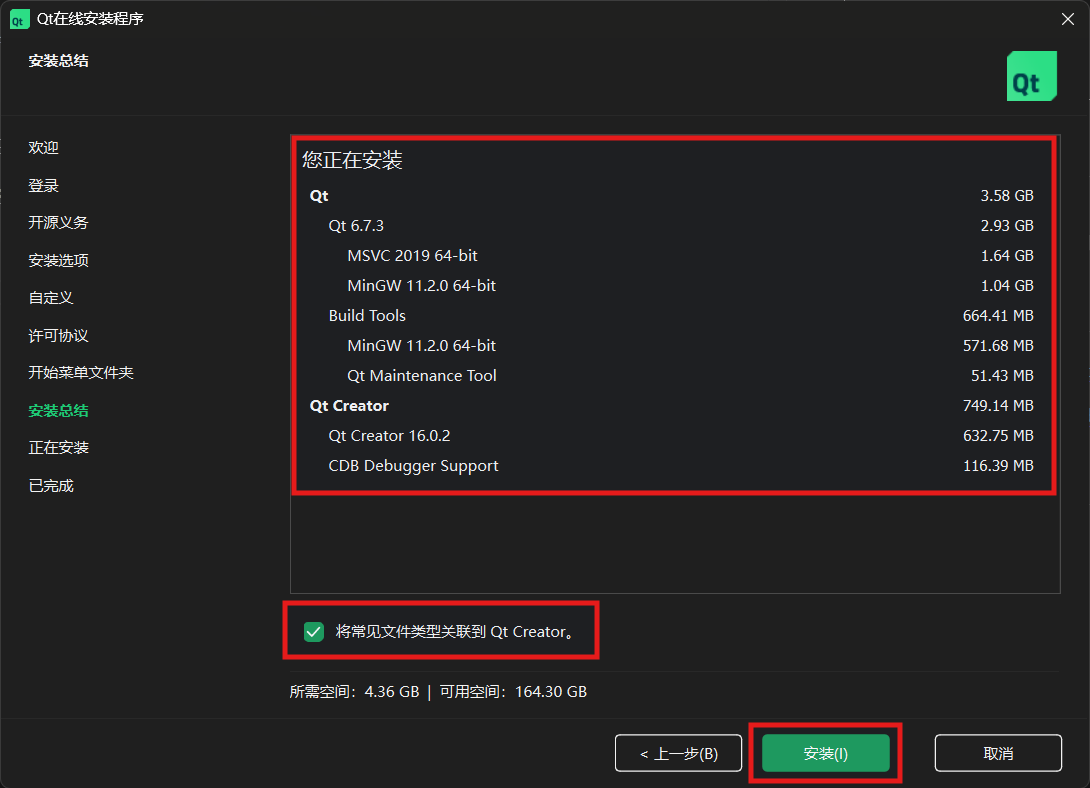 Qt Qt在线安装程序
安装总结
Qt
欢迎
登录
开源义务
安装选项
自定义
许可协议
开始菜单文件夹
安装总结
正在安装
已完成
您正在安装
Qt 3.58 GB
Qt 6.7.3 2.93 GB
MSVC 2019 64-bit 1.64 GB
MinGW 11.2.0 64-bit 1.04 GB
Build Tools 664.41 MB
MinGW 11.2.0 64-bit 571.68 MB
Qt Maintenance Tool 51.43 MB
Qt Creator 749.14 MB
Qt Creator 16.0.2 632.75 MB
CDB Debugger Support 116.39 MB
将常见文件类型关联到 Qt Creator。
所需空间：4.36 GB | 可用空间：164.30 GB
< 上一步(B) 安装(I) 取消